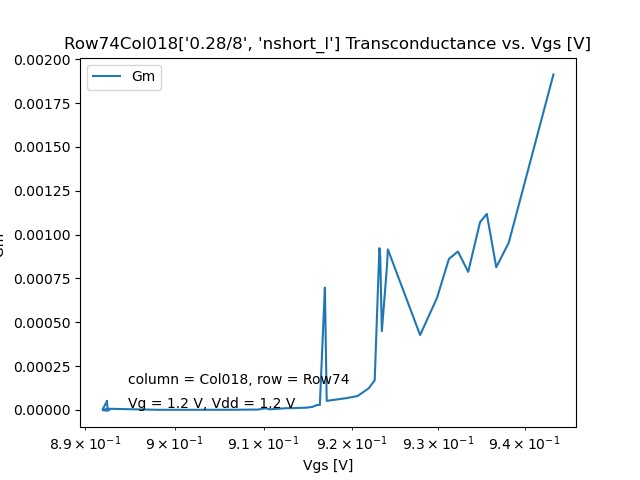 Row74Col018['0.28/8', 'nshort_l'] Transconductance vs. Vgs [V]
Gm
0.00200
0.00175
0.00150
0.00125
0.00100
0.00075
0.00050
0.00025
0.00000
Gm
column = Col018, row = Row74
Vg = 1.2 V, Vdd = 1.2 V
8.9 × 10⁻¹ 9 × 10⁻¹ 9.1 × 10⁻¹ 9.2 × 10⁻¹ 9.3 × 10⁻¹ 9.4 × 10⁻¹
Vgs [V]